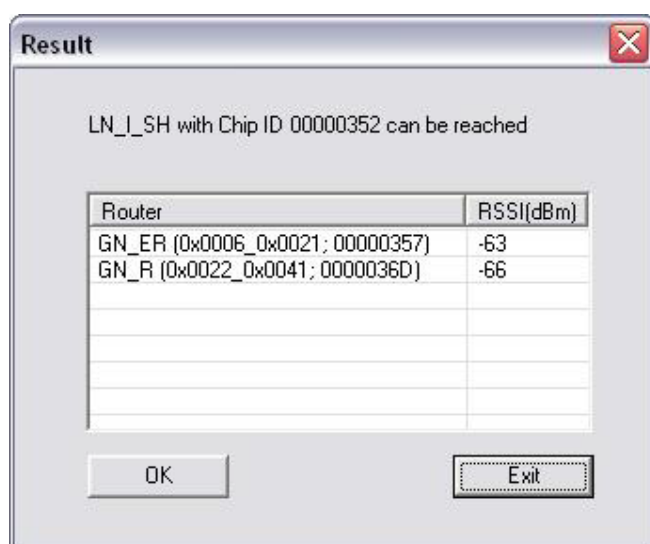 Result
LN_I_SH with Chip ID 00000352 can be reached
Router RSSI(dBm)
GN_ER (0x0006_0x0021; 00000357) -63
GN_R (0x0022_0x0041; 0000036D) -66
OK Exit